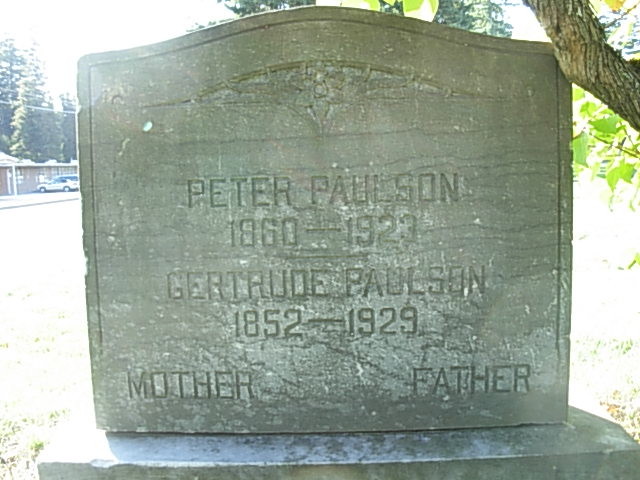 PETER PAULSON
1860—1923
GERTRUDE PAULSON
1852—1929
MOTHER FATHER